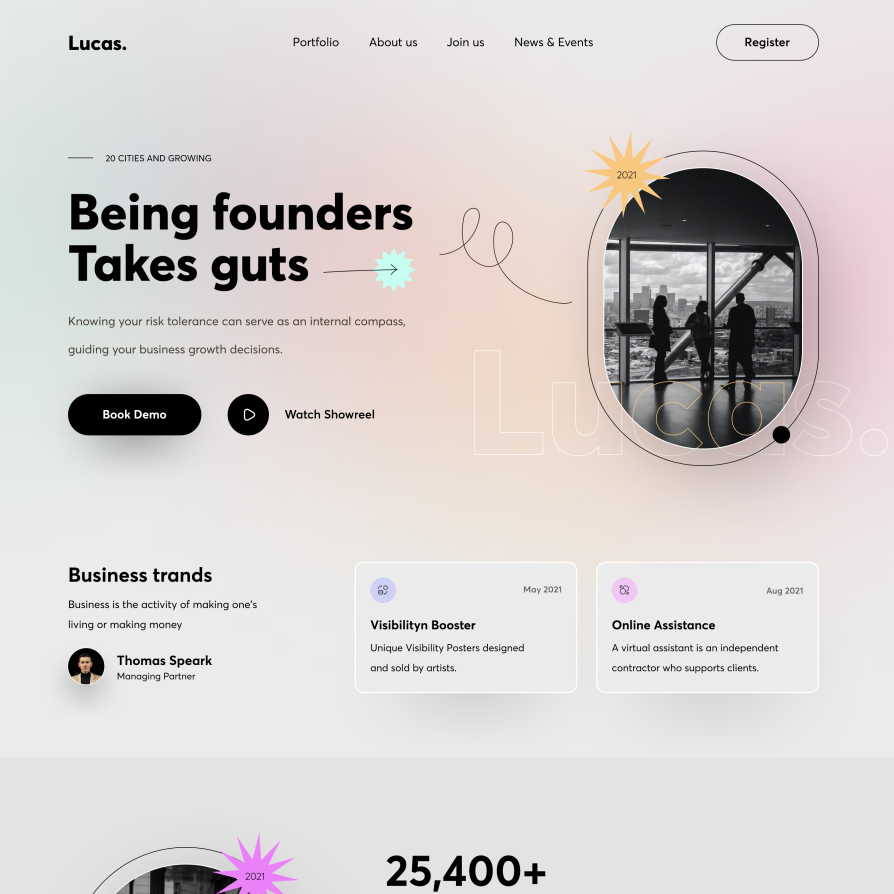 Lucas.
Portfolio
About us
Join us
News & Events
Register
20 CITIES AND GROWING
2021
Being founders
Takes guts
Knowing your risk tolerance can serve as an internal compass,
guiding your business growth decisions.
Book Demo
Watch Showreel
Lucas.
Business trands
Business is the activity of making one's
living or making money
Thomas Speark
Managing Partner
May 2021
Visibilityn Booster
Unique Visibility Posters designed
and sold by artists.
Aug 2021
Online Assistance
A virtual assistant is an independent
contractor who supports clients.
2021
25,400+